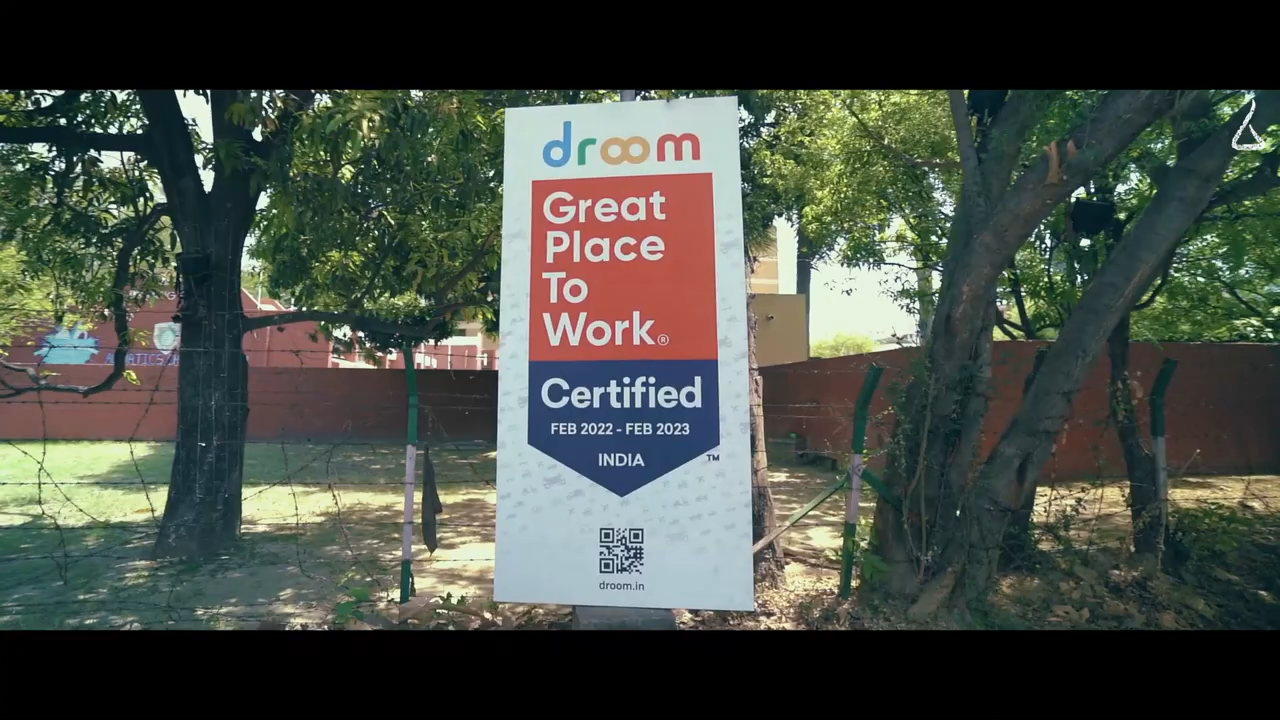 droom
Great
Place
To
Work®
Certified
FEB 2022 - FEB 2023
INDIA
™
droom.in